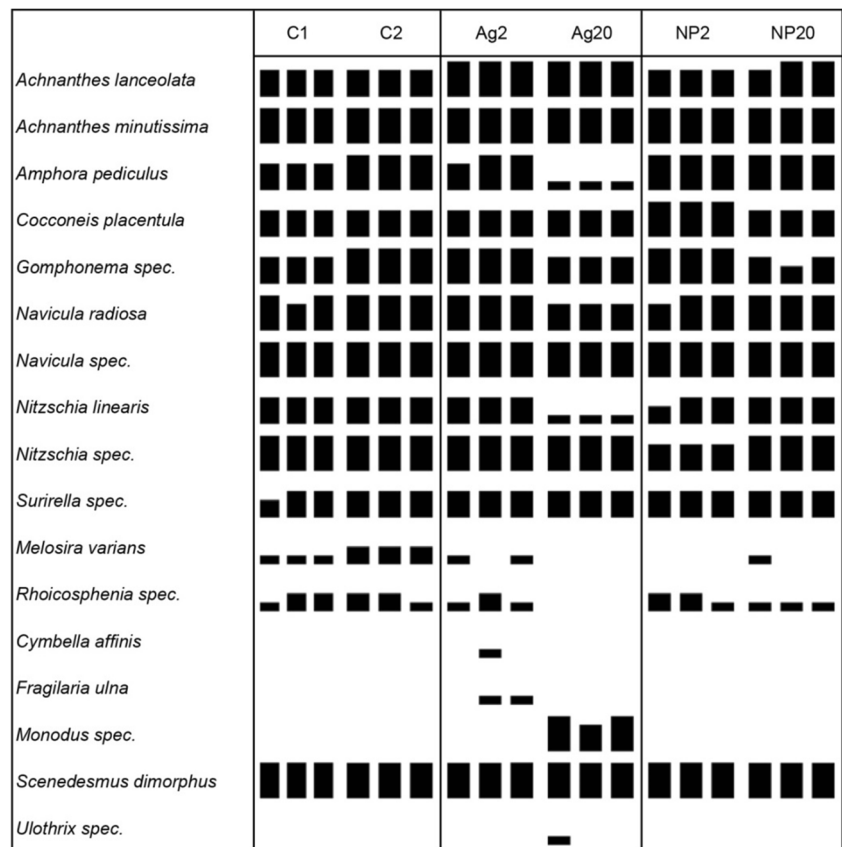 C1 C2 Ag2 Ag20 NP2 NP20
Achnanthes lanceolata
Achnanthes minutissima
Amphora pediculus
Cocconeis placentula
Gomphonema spec.
Navicula radiosa
Navicula spec.
Nitzschia linearis
Nitzschia spec.
Surirella spec.
Melosira varians
Rhoicosphenia spec.
Cymbella affinis
Fragilaria ulna
Monodus spec.
Scenedesmus dimorphus
Ulothrix spec.